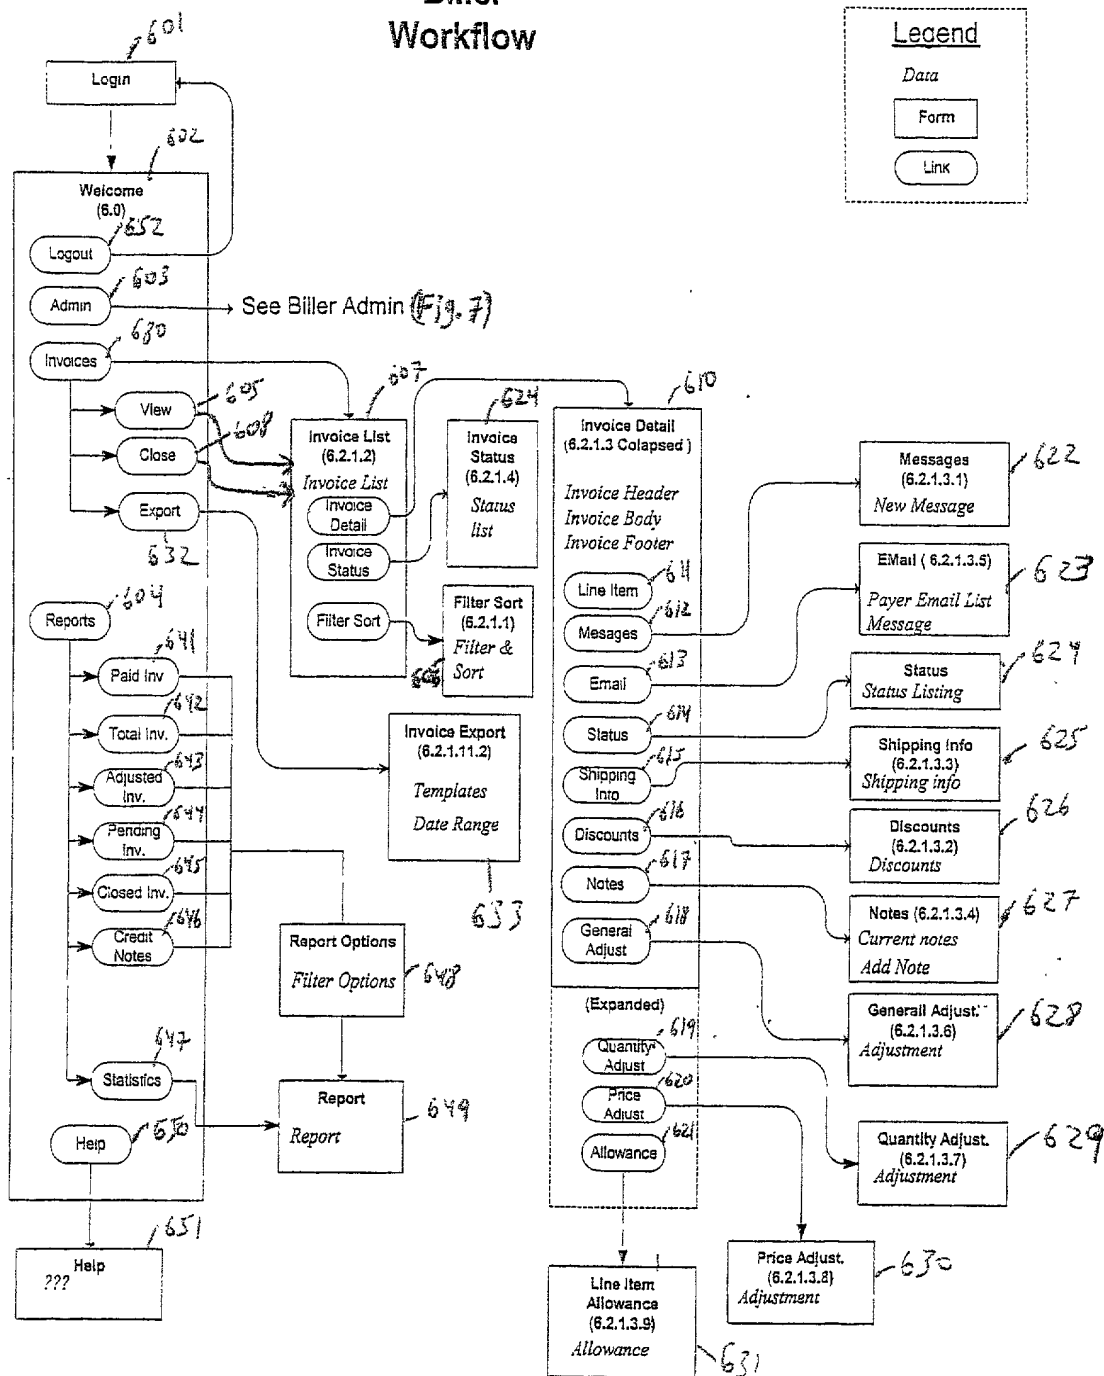 Biller
Workflow
Legend
Data
Form
Link
601
Login
602
Welcome
(6.0)
652
Logout
603
Admin
See Biller Admin (Fig. 7)
680
Invoices
605
View
608
Close
Export
632
607
Invoice List
(6.2.1.2)
Invoice List
Invoice
Detail
Invoice
Status
Filter Sort
624
Invoice
Status
(6.2.1.4)
Status
list
Filter Sort
(6.2.1.1)
Filter &
Sort
610
Invoice Detail
(6.2.1.3 Colapsed )
Invoice Header
Invoice Body
Invoice Footer
611
Line Item
612
Mesages
613
Email
614
Status
615
Shipping
Info
616
Discounts
617
Notes
618
General
Adjust
(Expanded)
619
Quantity
Adjust
620
Price
Adjust
621
Allowance
Messages
(6.2.1.3.1)
New Message
622
EMail ( 6.2.1.3.5)
Payer Email List
Message
623
Status
Status Listing
624
Shipping Info
(6.2.1.3.3)
Shipping info
625
Discounts
(6.2.1.3.2)
Discounts
626
Notes (6.2.1.3.4)
Current notes
Add Note
627
Generall Adjust.
(6.2.1.3.6)
Adjustment
628
Quantity Adjust.
(6.2.1.3.7)
Adjustment
629
Price Adjust.
(6.2.1.3.8)
Adjustment
630
Line Item
Allowance
(6.2.1.3.9)
Allowance
631
604
Reports
641
Paid Inv
642
Total Inv.
643
Adjusted
Inv.
644
Pending
Inv.
645
Closed Inv.
646
Credit
Notes
647
Statistics
650
Help
651
Help
???
Invoice Export
(6.2.1.11.2)
Templates
Date Range
633
Report Options
Filter Options
648
Report
Report
649